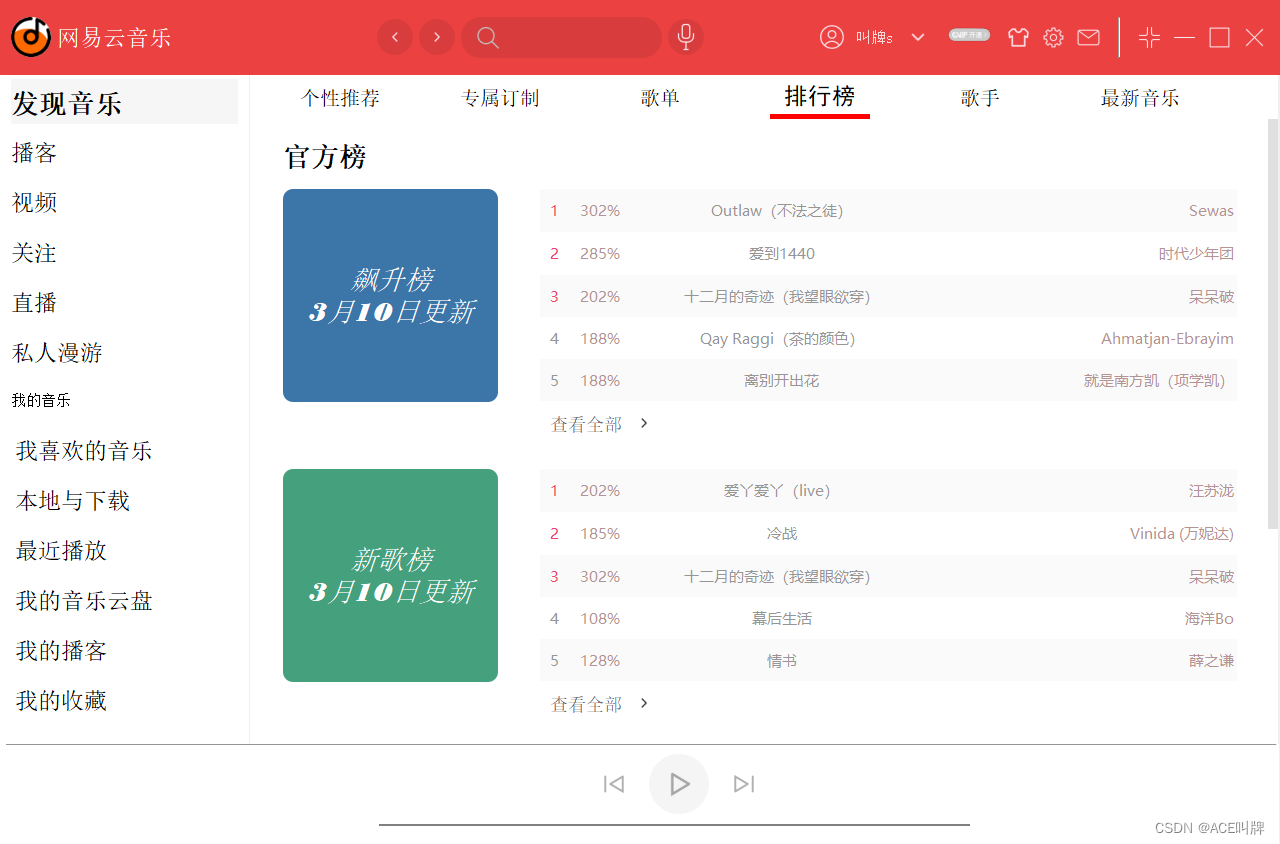 网易云音乐
叫牌s
发现音乐
播客
视频
关注
直播
私人漫游
我的音乐
我喜欢的音乐
本地与下载
最近播放
我的音乐云盘
我的播客
我的收藏
个性推荐 专属订制 歌单 排行榜 歌手 最新音乐
官方榜
飙升榜
3月10日更新
1 302% Outlaw（不法之徒） Sewas
2 285% 爱到1440 时代少年团
3 202% 十二月的奇迹（我望眼欲穿） 呆呆破
4 188% Qay Raggi（茶的颜色） Ahmatjan-Ebrayim
5 188% 离别开出花 就是南方凯（项学凯）
查看全部
新歌榜
3月10日更新
1 202% 爱丫爱丫（live） 汪苏泷
2 185% 冷战 Vinida (万妮达)
3 302% 十二月的奇迹（我望眼欲穿） 呆呆破
4 108% 幕后生活 海洋Bo
5 128% 情书 薛之谦
查看全部
CSDN @ACE叫牌